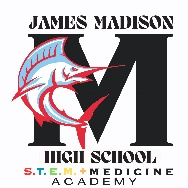 JAMES MADISON
M
HIGH SCHOOL
S.T.E.M.+MEDICINE
ACADEMY